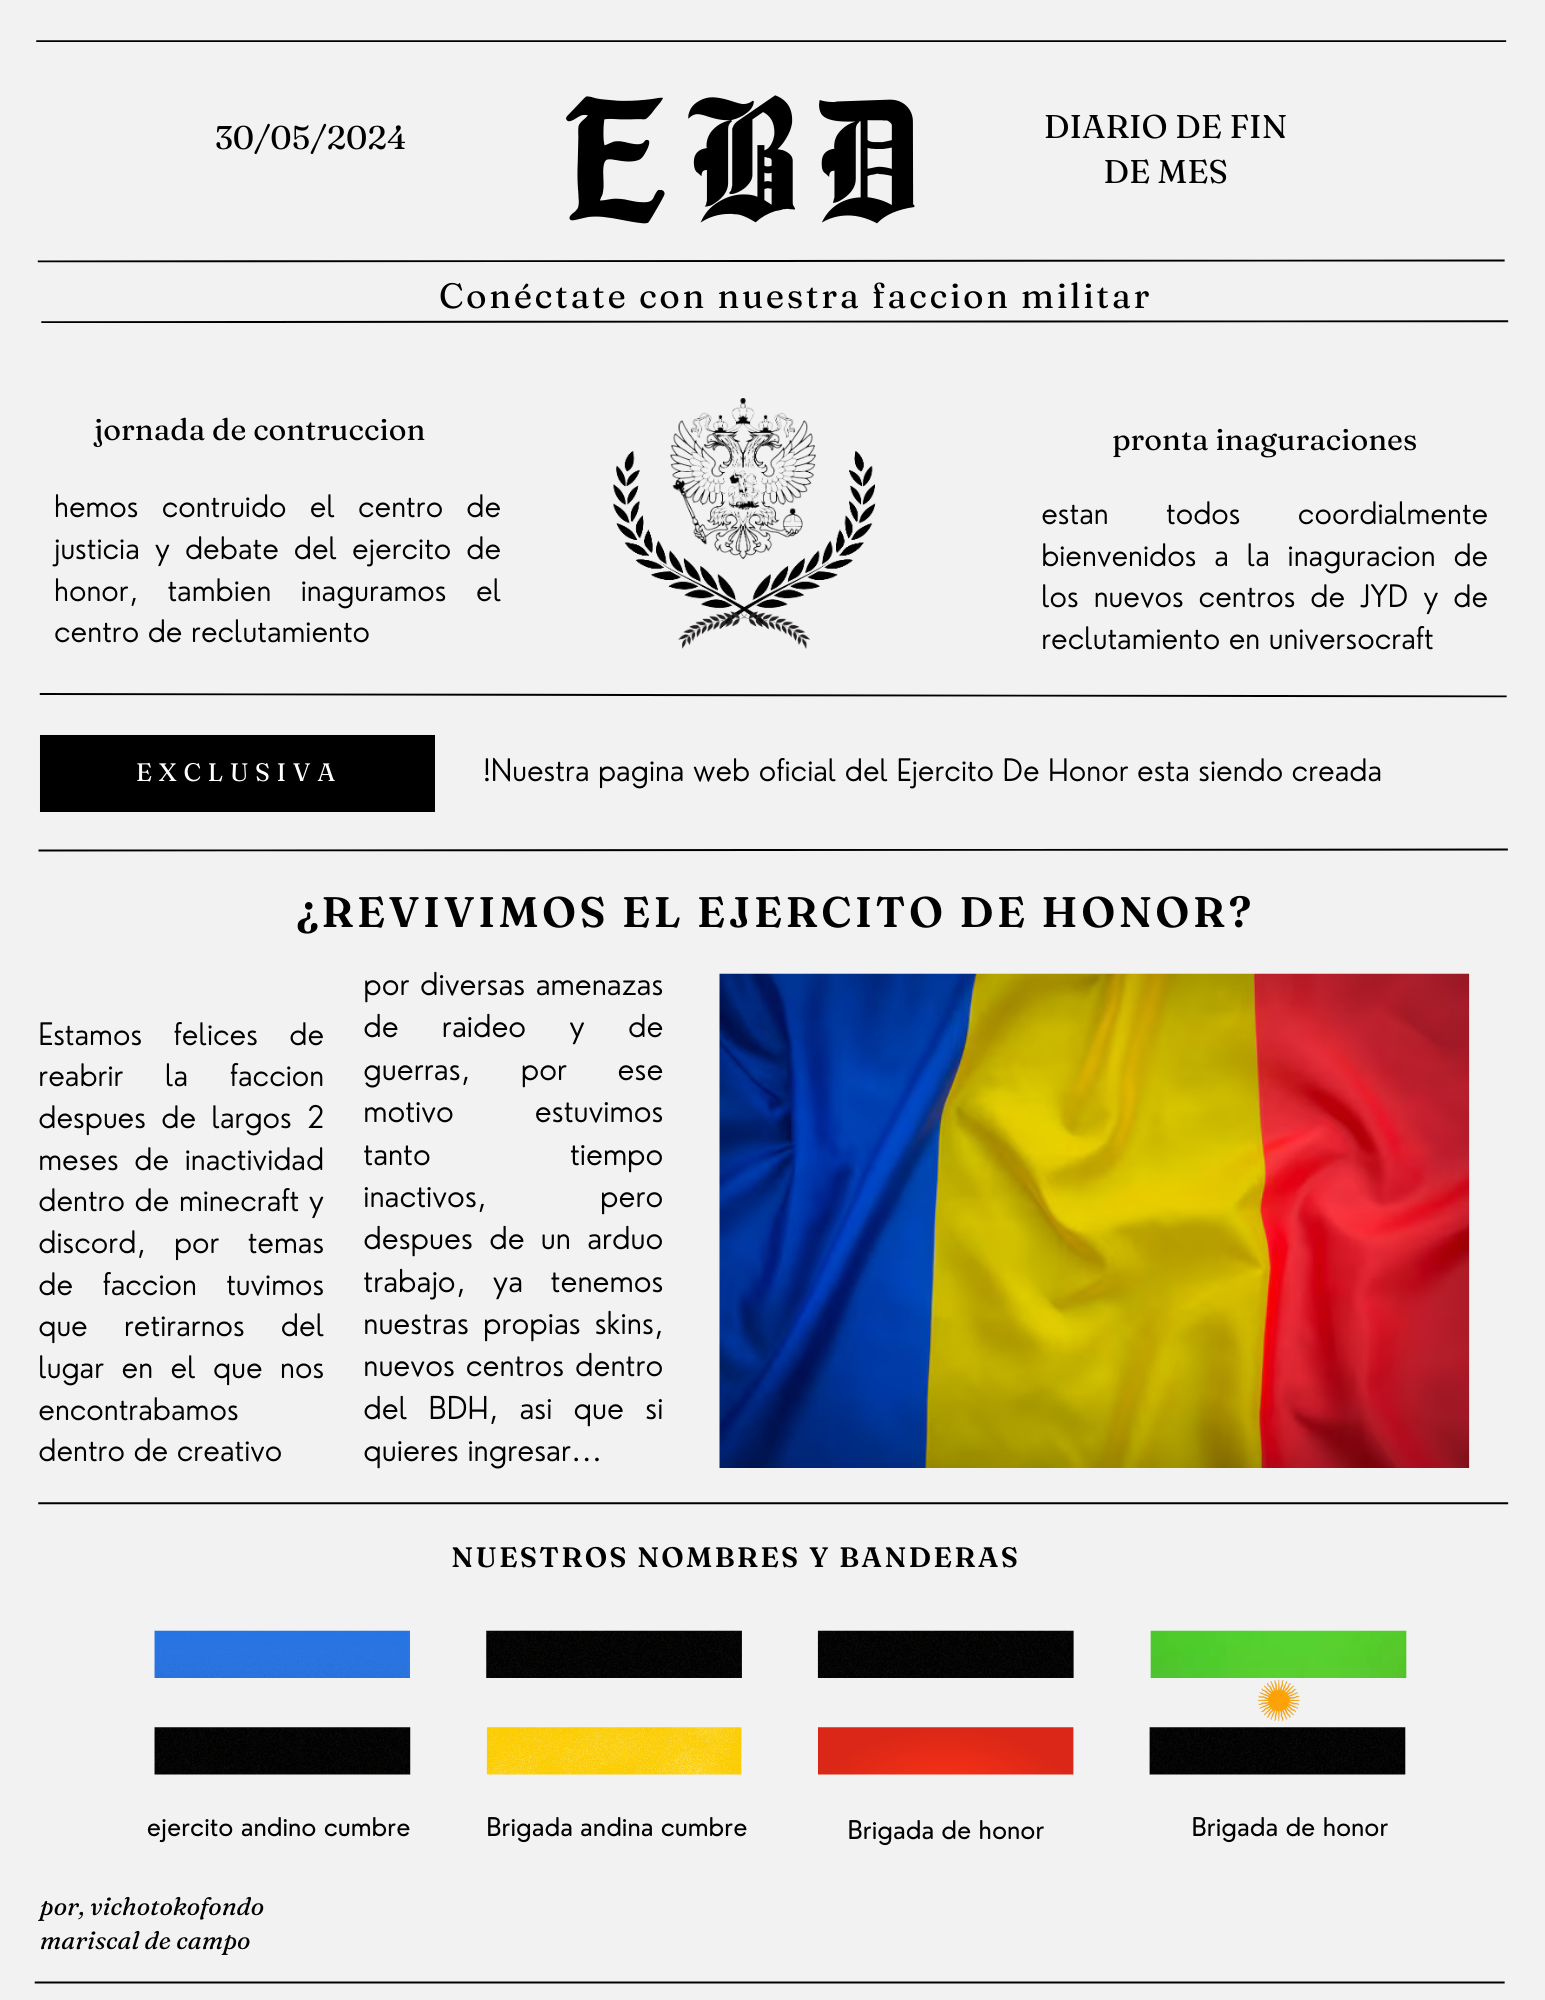 30/05/2024
EBD
DIARIO DE FIN
DE MES
Conéctate con nuestra faccion militar
jornada de contruccion
hemos contruido el centro de
justicia y debate del ejercito de
honor, tambien inaguramos el
centro de reclutamiento
pronta inaguraciones
estan todos coordialmente
bienvenidos a la inaguracion de
los nuevos centros de JYD y de
reclutamiento en universocraft
EXCLUSIVA
!Nuestra pagina web oficial del Ejercito De Honor esta siendo creada
¿REVIVIMOS EL EJERCITO DE HONOR?
Estamos felices de
reabrir la faccion
despues de largos 2
meses de inactividad
dentro de minecraft y
discord, por temas
de faccion tuvimos
que retirarnos del
lugar en el que nos
encontrabamos
dentro de creativo
por diversas amenazas
de raideo y de
guerras, por ese
motivo estuvimos
tanto tiempo
inactivos, pero
despues de un arduo
trabajo, ya tenemos
nuestras propias skins,
nuevos centros dentro
del BDH, asi que si
quieres ingresar...
NUESTROS NOMBRES Y BANDERAS
ejercito andino cumbre
Brigada andina cumbre
Brigada de honor
Brigada de honor
por, vichotokofondo
mariscal de campo